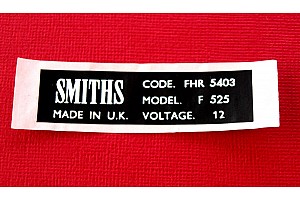 SMITHS
MADE IN U.K.
CODE. FHR 5403
MODEL. F 525
VOLTAGE. 12